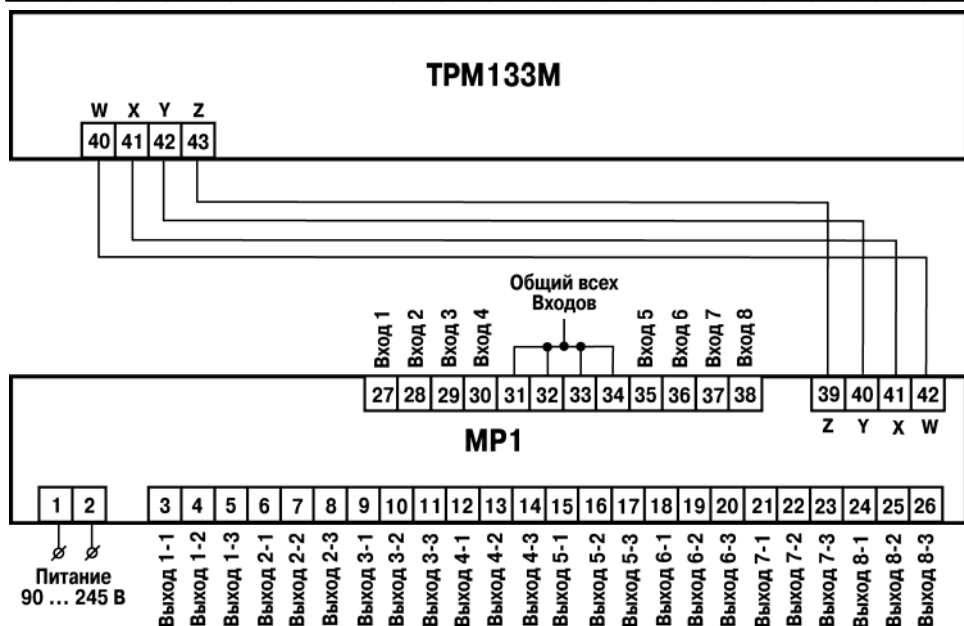 ТРМ133М
W X Y Z
40 41 42 43
Общий всех
Входов
Вход 1
Вход 2
Вход 3
Вход 4
Вход 5
Вход 6
Вход 7
Вход 8
27 28 29 30 31 32 33 34 35 36 37 38
39 40 41 42
Z Y X W
МР1
1 2
3 4 5 6 7 8 9 10 11 12 13 14 15 16 17 18 19 20 21 22 23 24 25 26
Питание
90 ... 245 В
Выход 1-1
Выход 1-2
Выход 1-3
Выход 2-1
Выход 2-2
Выход 2-3
Выход 3-1
Выход 3-2
Выход 3-3
Выход 4-1
Выход 4-2
Выход 4-3
Выход 5-1
Выход 5-2
Выход 5-3
Выход 6-1
Выход 6-2
Выход 6-3
Выход 7-1
Выход 7-2
Выход 7-3
Выход 8-1
Выход 8-2
Выход 8-3